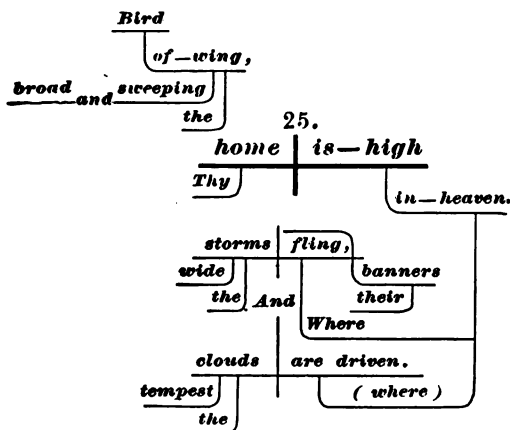 Bird
of—wing,
broad and sweeping
the
25.
home is—high
Thy
in—heaven.
storms fling,
wide banners
the And their
Where
clouds are driven.
tempest (where)
the